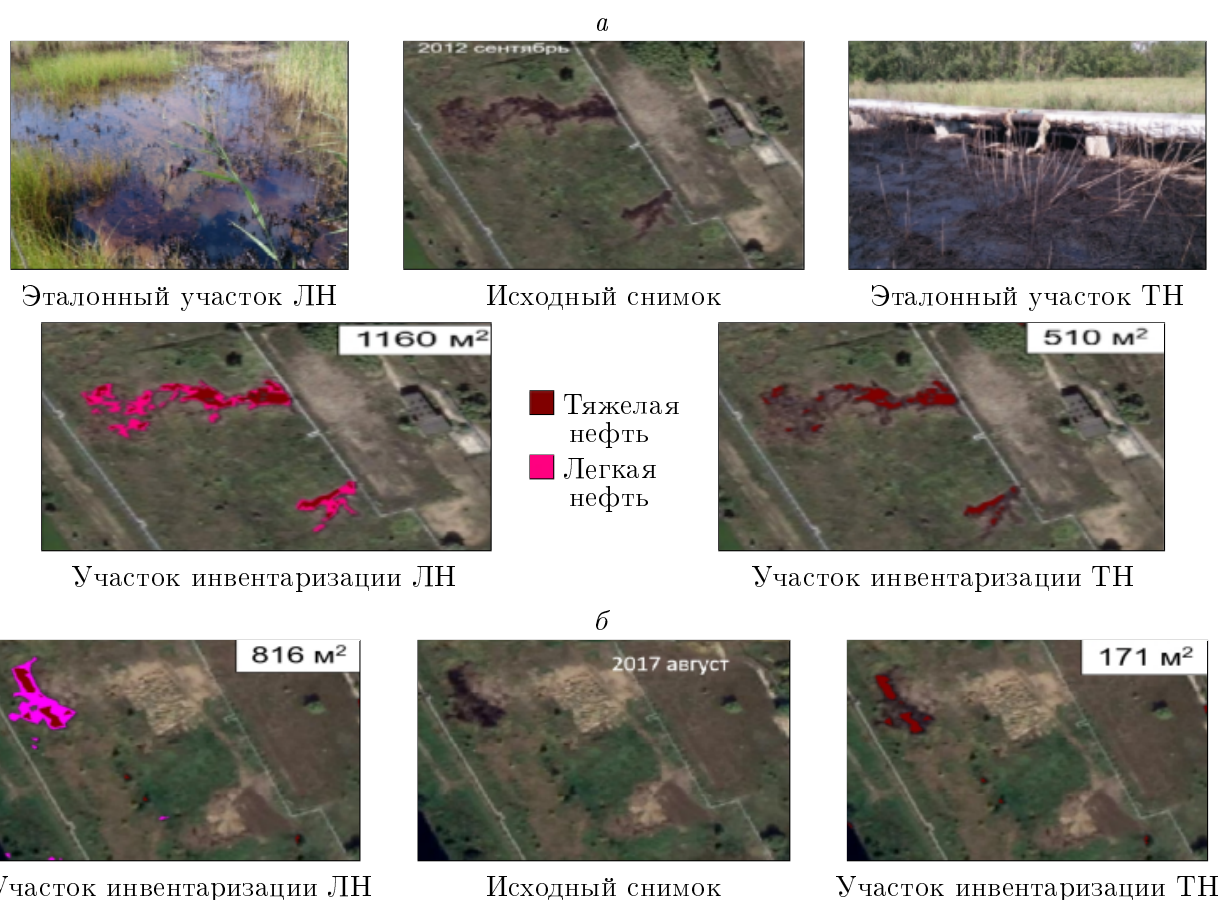 а
2012 сентябрь
Эталонный участок ЛН
Исходный снимок
Эталонный участок ТН
1160 м²
510 м²
Тяжелая
нефть
Легкая
нефть
Участок инвентаризации ЛН
Участок инвентаризации ТН
б
816 м²
2017 август
171 м²
Участок инвентаризации ЛН
Исходный снимок
Участок инвентаризации ТН